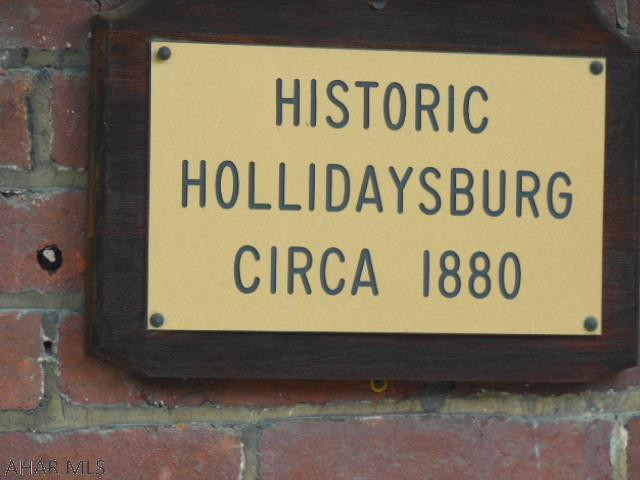 HISTORIC
HOLLIDAYSBURG
CIRCA 1880
AHAR MLS